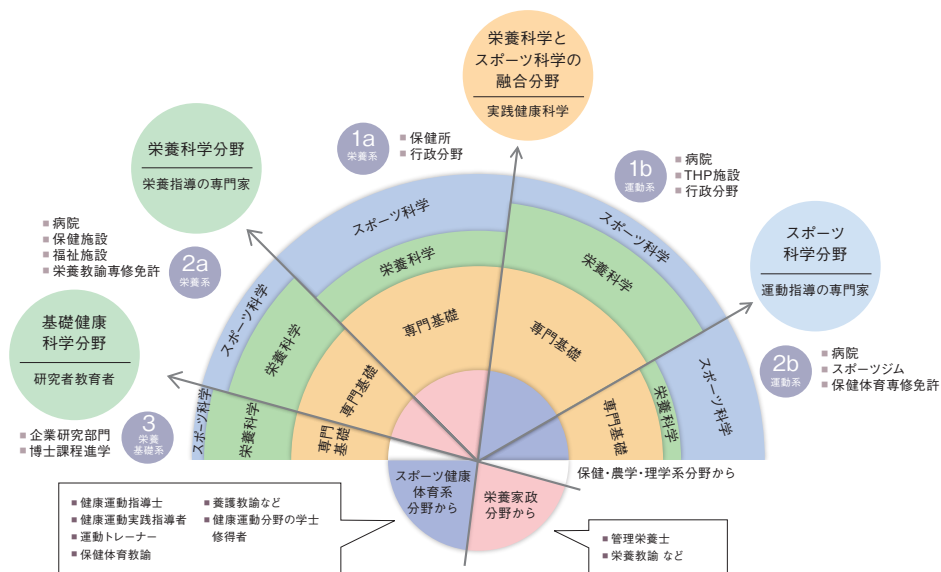 栄養科学と
スポーツ科学の
融合分野
実践健康科学
1a
栄養系
■ 保健所
■ 行政分野
1b
運動系
■ 病院
■ THP施設
■ 行政分野
栄養科学分野
栄養指導の専門家
■ 病院
■ 保健施設
■ 福祉施設
■ 栄養教諭専修免許
2a
栄養系
スポーツ
科学分野
運動指導の専門家
2b
運動系
■ 病院
■ スポーツジム
■ 保健体育専修免許
基礎健康
科学分野
研究者教育者
■ 企業研究部門
■ 博士課程進学
3
栄養
基礎系
スポーツ科学
栄養科学
専門
基礎
スポーツ科学
栄養科学
専門基礎
スポーツ科学
栄養科学
専門基礎
スポーツ科学
栄養科学
専門基礎
スポーツ科学
栄養科学
専門基礎
スポーツ健康
体育系
分野から
栄養家政
分野から
保健・農学・理学系分野から
■ 健康運動指導士
■ 健康運動実践指導者
■ 運動トレーナー
■ 保健体育教諭
■ 養護教諭など
■ 健康運動分野の学士
修得者
■ 管理栄養士
■ 栄養教諭 など